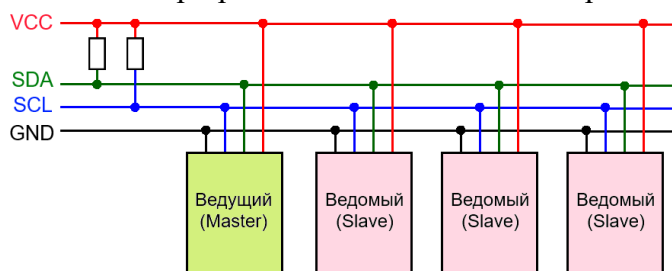 VCC
SDA
SCL
GND
Ведущий
(Master)
Ведомый
(Slave)
Ведомый
(Slave)
Ведомый
(Slave)